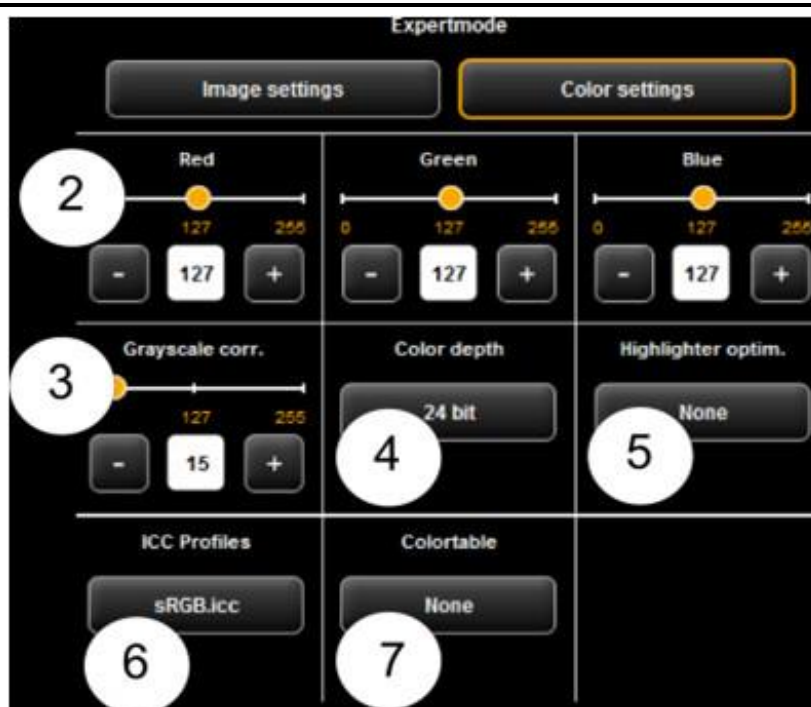 Expertmode
Image settings Color settings
Red Green Blue
2
127 255 0 127 255 0 127 255
- 127 + - 127 + - 127 +
Grayscale corr. Color depth Highlighter optim.
3
24 bit None
127 255
4 5
- 15 +
ICC Profiles Colortable
sRGB.icc None
6 7